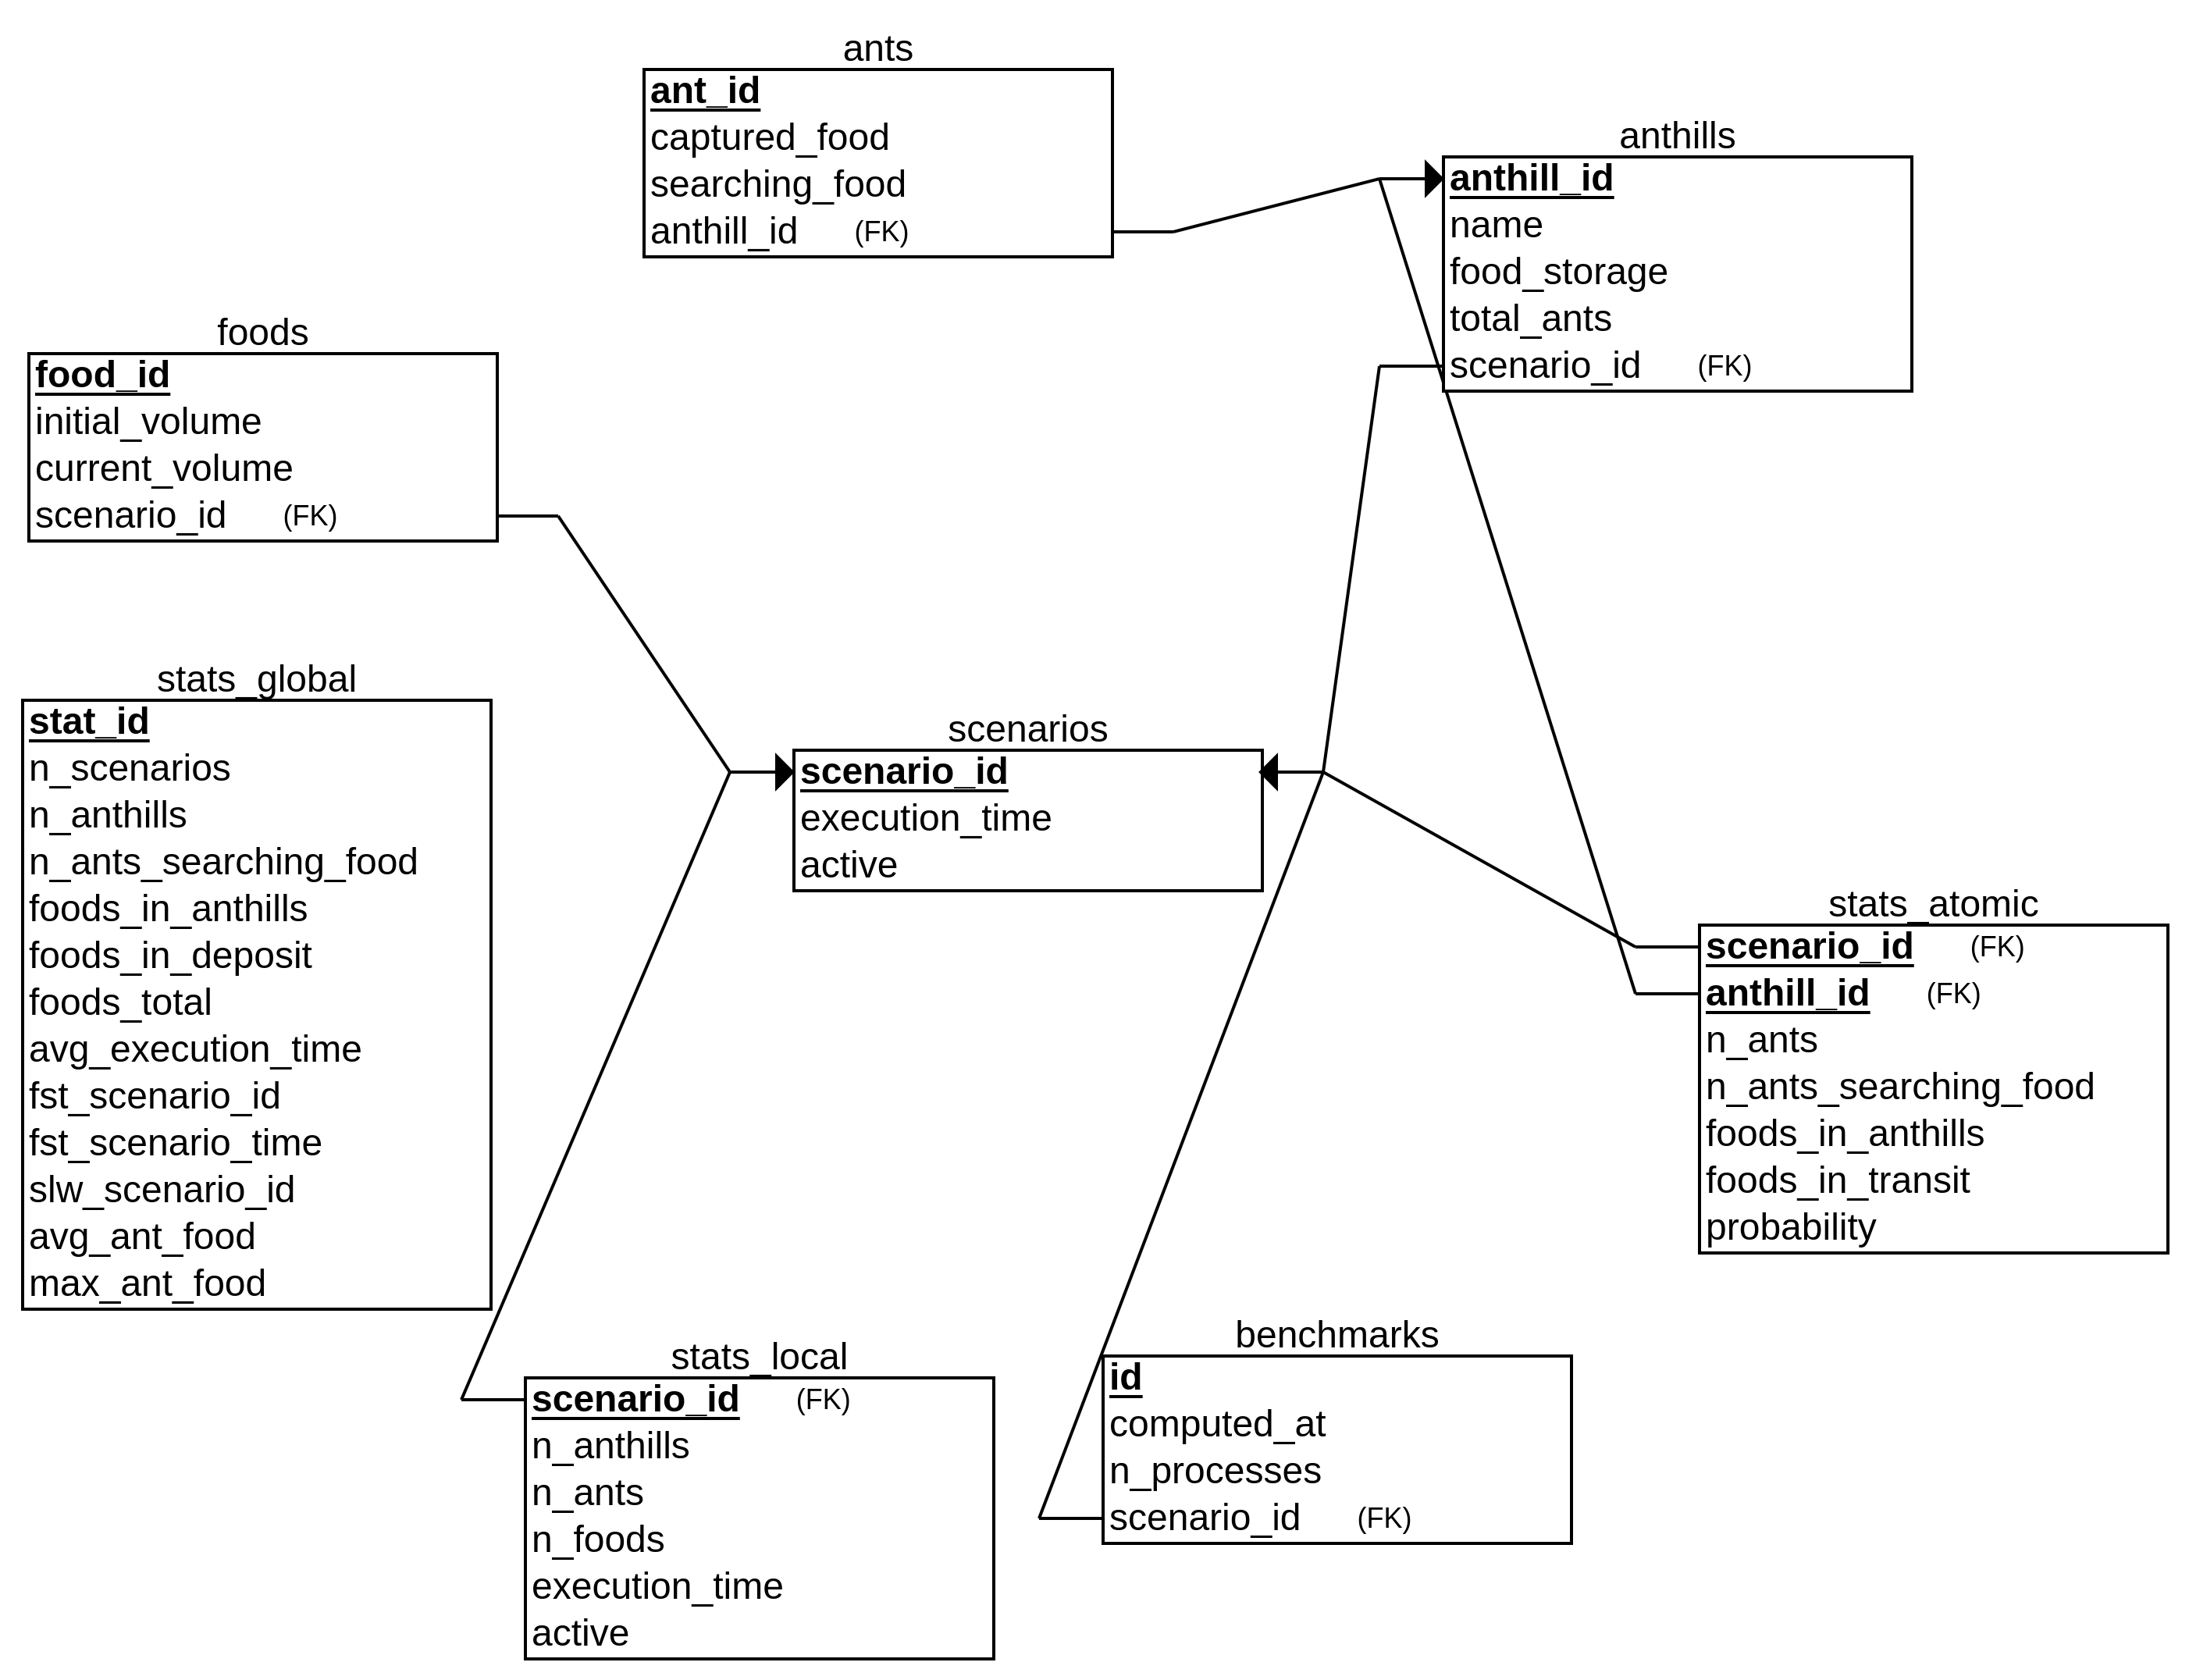 ants
ant_id
captured_food
searching_food
anthill_id (FK)
anthills
anthill_id
name
food_storage
total_ants
scenario_id (FK)
foods
food_id
initial_volume
current_volume
scenario_id (FK)
stats_global
stat_id
n_scenarios
n_anthills
n_ants_searching_food
foods_in_anthills
foods_in_deposit
foods_total
avg_execution_time
fst_scenario_id
fst_scenario_time
slw_scenario_id
avg_ant_food
max_ant_food
scenarios
scenario_id
execution_time
active
stats_atomic
scenario_id (FK)
anthill_id (FK)
n_ants
n_ants_searching_food
foods_in_anthills
foods_in_transit
probability
stats_local
scenario_id (FK)
n_anthills
n_ants
n_foods
execution_time
active
benchmarks
id
computed_at
n_processes
scenario_id (FK)